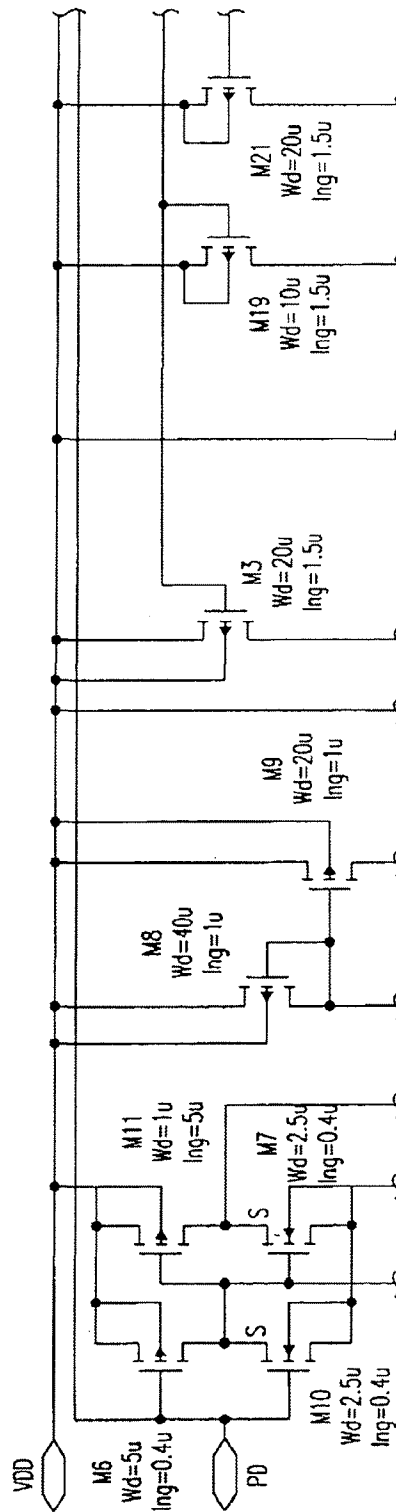 VDD
M6
Wd=5u
lng=0.4u
PD
S
S
M10
Wd=2.5u
lng=0.4u
M11
Wd=1u
lng=5u
M7
Wd=2.5u
lng=0.4u
M8
Wd=40u
lng=1u
M9
Wd=20u
lng=1u
M3
Wd=20u
lng=1.5u
M19
Wd=10u
lng=1.5u
M21
Wd=20u
lng=1.5u